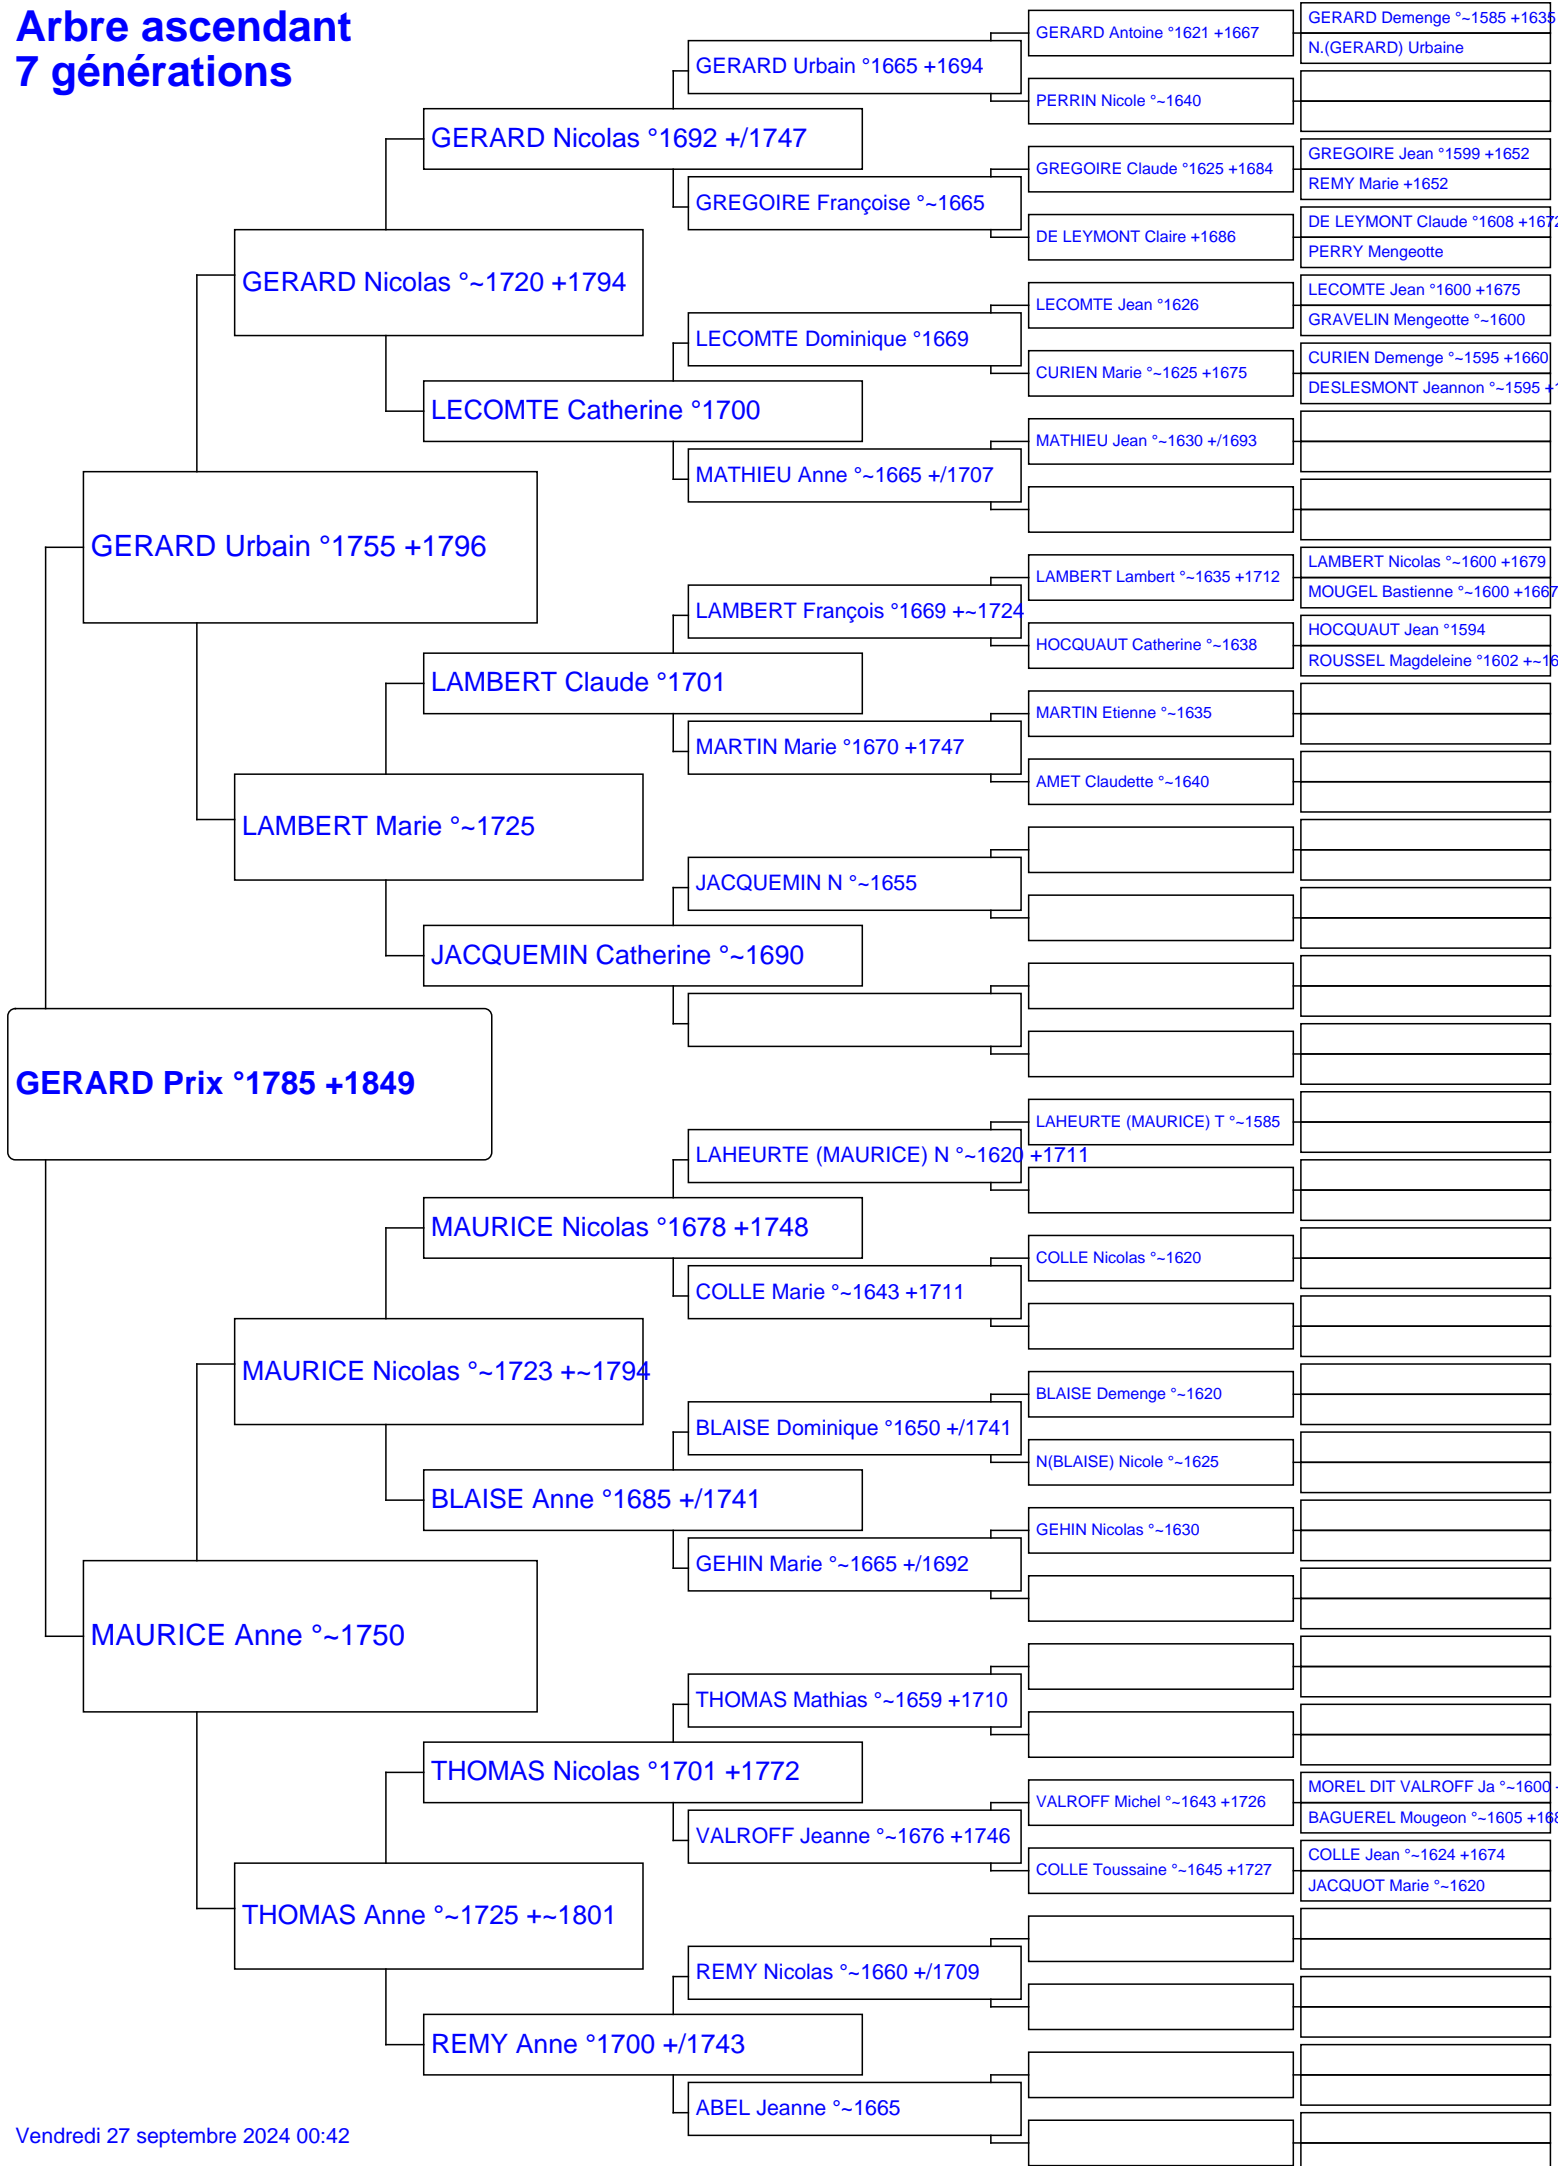 Arbre ascendant
7 générations
GERARD Prix °1785 +1849
GERARD Urbain °1755 +1796
MAURICE Anne °~1750
GERARD Nicolas °~1720 +1794
LAMBERT Marie °~1725
MAURICE Nicolas °~1723 +~1794
THOMAS Anne °~1725 +~1801
GERARD Nicolas °1692 +/1747
LECOMTE Catherine °1700
LAMBERT Claude °1701
JACQUEMIN Catherine °~1690
MAURICE Nicolas °1678 +1748
BLAISE Anne °1685 +/1741
THOMAS Nicolas °1701 +1772
REMY Anne °1700 +/1743
GERARD Urbain °1665 +1694
GREGOIRE Françoise °~1665
LECOMTE Dominique °1669
MATHIEU Anne °~1665 +/1707
LAMBERT François °1669 +~1724
MARTIN Marie °1670 +1747
JACQUEMIN N °~1655
LAHEURTE (MAURICE) N °~1620 +1711
COLLE Marie °~1643 +1711
BLAISE Dominique °1650 +/1741
GEHIN Marie °~1665 +/1692
THOMAS Mathias °~1659 +1710
VALROFF Jeanne °~1676 +1746
REMY Nicolas °~1660 +/1709
ABEL Jeanne °~1665
GERARD Antoine °1621 +1667
PERRIN Nicole °~1640
GREGOIRE Claude °1625 +1684
DE LEYMONT Claire +1686
LECOMTE Jean °1626
CURIEN Marie °~1625 +1675
MATHIEU Jean °~1630 +/1693
LAMBERT Lambert °~1635 +1712
HOCQUAUT Catherine °~1638
MARTIN Etienne °~1635
AMET Claudette °~1640
LAHEURTE (MAURICE) T °~1585
COLLE Nicolas °~1620
BLAISE Demenge °~1620
N(BLAISE) Nicole °~1625
GEHIN Nicolas °~1630
VALROFF Michel °~1643 +1726
COLLE Toussaine °~1645 +1727
GERARD Demenge °~1585 +1635
N.(GERARD) Urbaine
GREGOIRE Jean °1599 +1652
REMY Marie +1652
DE LEYMONT Claude °1608 +1672
PERRY Mengeotte
LECOMTE Jean °1600 +1675
GRAVELIN Mengeotte °~1600
CURIEN Demenge °~1595 +1660
DESLESMONT Jeannon °~1595
LAMBERT Nicolas °~1600 +1679
MOUGEL Bastienne °~1600 +1667
HOCQUAUT Jean °1594
ROUSSEL Magdeleine °1602
MOREL DIT VALROFF Ja °~1600
BAGUEREL Mougeon °~1605
COLLE Jean °~1624 +1674
JACQUOT Marie °~1620
Vendredi 27 septembre 2024 00:42